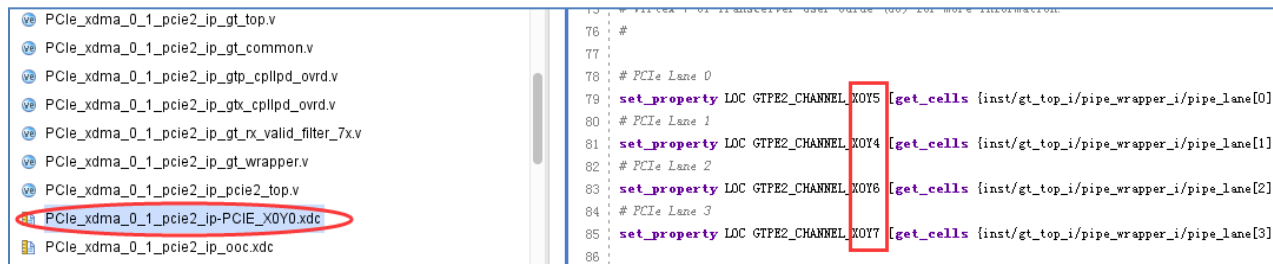 PCIe_xdma_0_1_pcie2_ip_gt_top.v
PCIe_xdma_0_1_pcie2_ip_gt_common.v
PCIe_xdma_0_1_pcie2_ip_gtp_cpllpd_ovrd.v
PCIe_xdma_0_1_pcie2_ip_gtx_cpllpd_ovrd.v
PCIe_xdma_0_1_pcie2_ip_gt_rx_valid_filter_7x.v
PCIe_xdma_0_1_pcie2_ip_gt_wrapper.v
PCIe_xdma_0_1_pcie2_ip_pcie2_top.v
PCIe_xdma_0_1_pcie2_ip-PCIE_X0Y0.xdc
PCIe_xdma_0_1_pcie2_ip_ooc.xdc
76 #
77
78 # PCIe Lane 0
79 set_property LOC GTPE2_CHANNEL_X0Y5 [get_cells {inst/gt_top_i/pipe_wrapper_i/pipe_lane[0]
80 # PCIe Lane 1
81 set_property LOC GTPE2_CHANNEL_X0Y4 [get_cells {inst/gt_top_i/pipe_wrapper_i/pipe_lane[1]
82 # PCIe Lane 2
83 set_property LOC GTPE2_CHANNEL_X0Y6 [get_cells {inst/gt_top_i/pipe_wrapper_i/pipe_lane[2]
84 # PCIe Lane 3
85 set_property LOC GTPE2_CHANNEL_X0Y7 [get_cells {inst/gt_top_i/pipe_wrapper_i/pipe_lane[3]
86